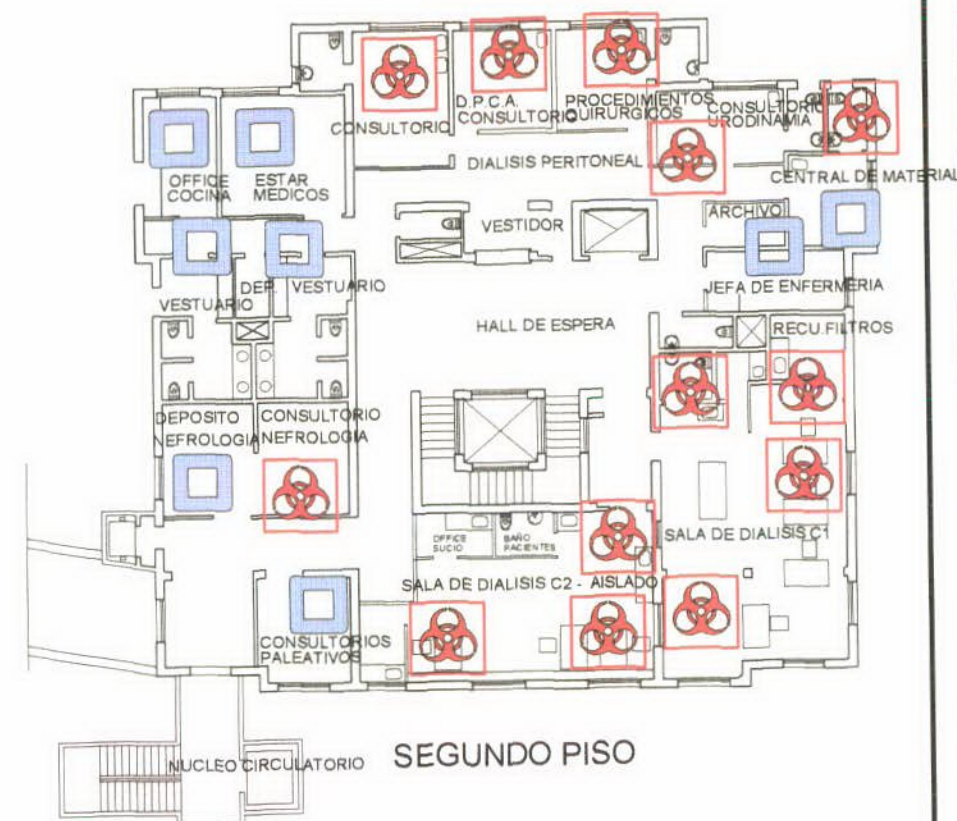 D.P.C.A.
CONSULTORIO
CONSULTORIO
PROCEDIMIENTOS
QUIRURGICOS
CONSULTORIO
URODINAMIA
DIALISIS PERITONEAL
CENTRAL DE MATERIAL
OFFICE
COCINA
ESTAR
MEDICOS
VESTIDOR
ARCHIVO
VESTUARIO
DEP.
VESTUARIO
JEFA DE ENFERMERIA
HALL DE ESPERA
RECU.FILTROS
DEPOSITO
NEFROLOGIA
CONSULTORIO
NEFROLOGIA
OFFICE
SUCIO
BAÑO
PACIENTES
SALA DE DIALISIS C1
SALA DE DIALISIS C2 - AISLADO
CONSULTORIOS
PALEATIVOS
NUCLEO CIRCULATORIO
SEGUNDO PISO